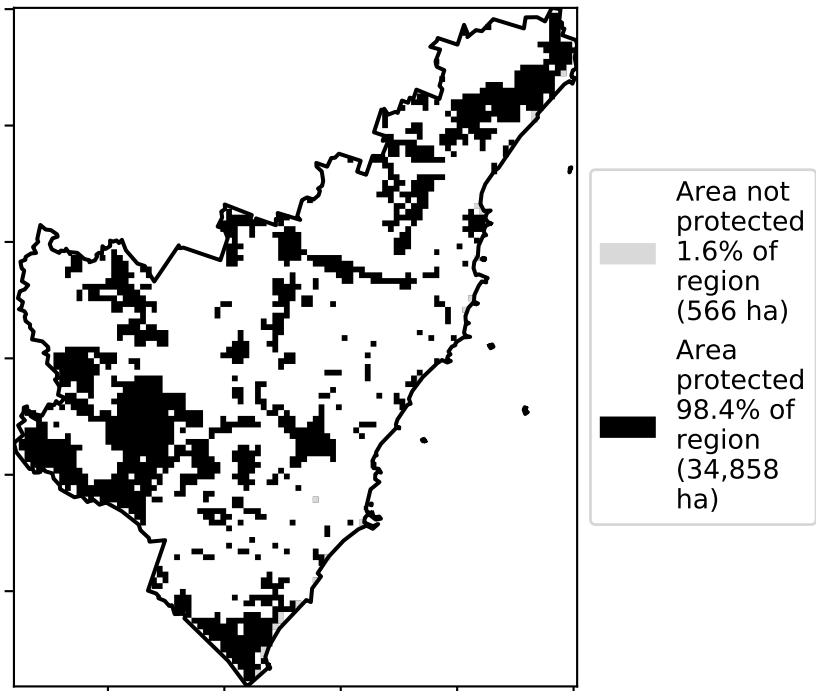 Area not
protected
1.6% of
region
(566 ha)
Area
protected
98.4% of
region
(34,858
ha)